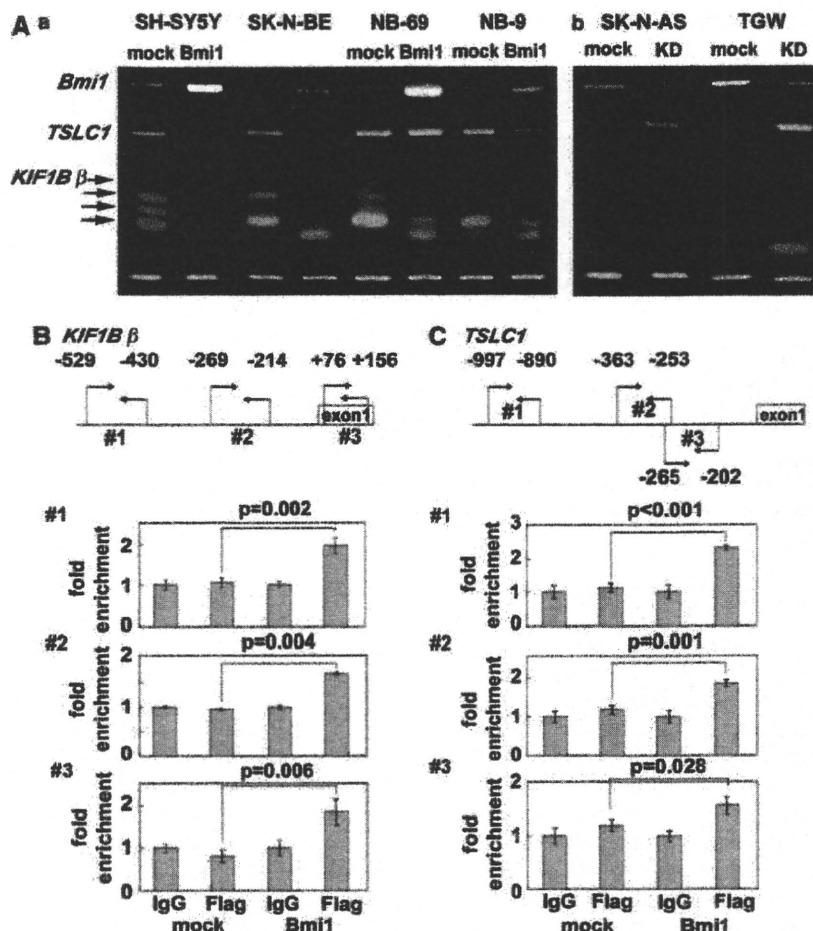 A a SH-SY5Y SK-N-BE NB-69 NB-9 b SK-N-AS TGW
mock Bmi1 mock Bmi1 mock Bmi1 mock KD mock KD
Bmi1
TSLC1
KIF1B β
B KIF1B β
-529 -430 -269 -214 +76 +156
exon1
#1 #2 #3
C TSLC1
-997 -890 -363 -253
#1 #2 exon1
#3
-265 -202
#1 p=0.002
fold enrichment
2
1
0
#2 p=0.004
fold enrichment
2
1
0
#3 p=0.006
fold enrichment
2
1
0
IgG Flag IgG Flag
mock Bmi1
#1 p<0.001
fold enrichment
3
2
1
0
#2 p=0.001
fold enrichment
2
1
0
#3 p=0.028
fold enrichment
2
1
0
IgG Flag IgG Flag
mock Bmi1